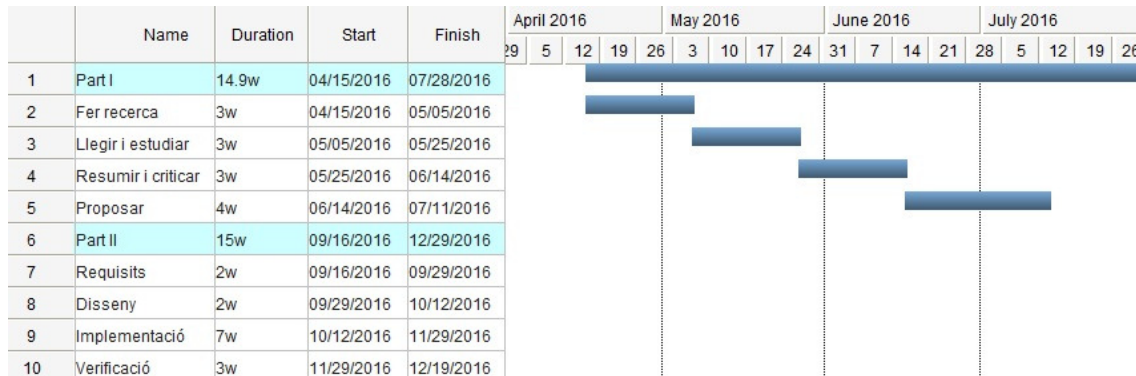 Name Duration Start Finish April 2016 May 2016 June 2016 July 2016
29 5 12 19 26 3 10 17 24 31 7 14 21 28 5 12 19 26
1 Part I 14.9w 04/15/2016 07/28/2016
2 Fer recerca 3w 04/15/2016 05/05/2016
3 Llegir i estudiar 3w 05/05/2016 05/25/2016
4 Resumir i criticar 3w 05/25/2016 06/14/2016
5 Proposar 4w 06/14/2016 07/11/2016
6 Part II 15w 09/16/2016 12/29/2016
7 Requisits 2w 09/16/2016 09/29/2016
8 Disseny 2w 09/29/2016 10/12/2016
9 Implementació 7w 10/12/2016 11/29/2016
10 Verificació 3w 11/29/2016 12/19/2016